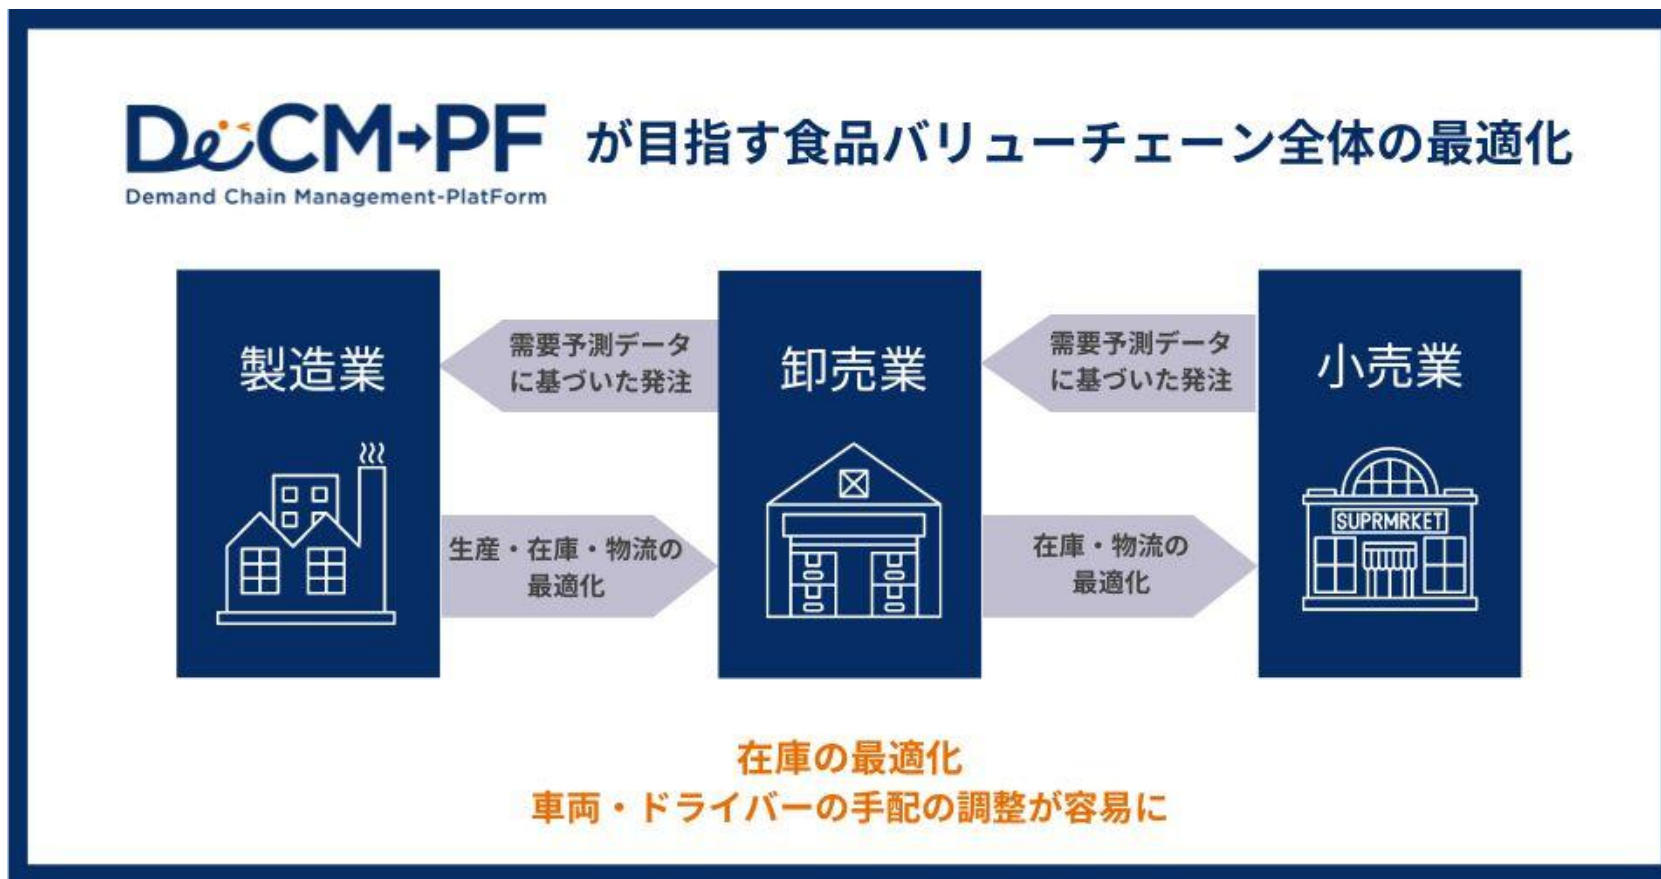 DeCM→PF が目指す食品バリューチェーン全体の最適化
Demand Chain Management-PlatForm
製造業
需要予測データ
に基づいた発注
卸売業
需要予測データ
に基づいた発注
小売業
生産・在庫・物流の
最適化
在庫・物流の
最適化
SUPRMRKET
在庫の最適化
車両・ドライバーの手配の調整が容易に